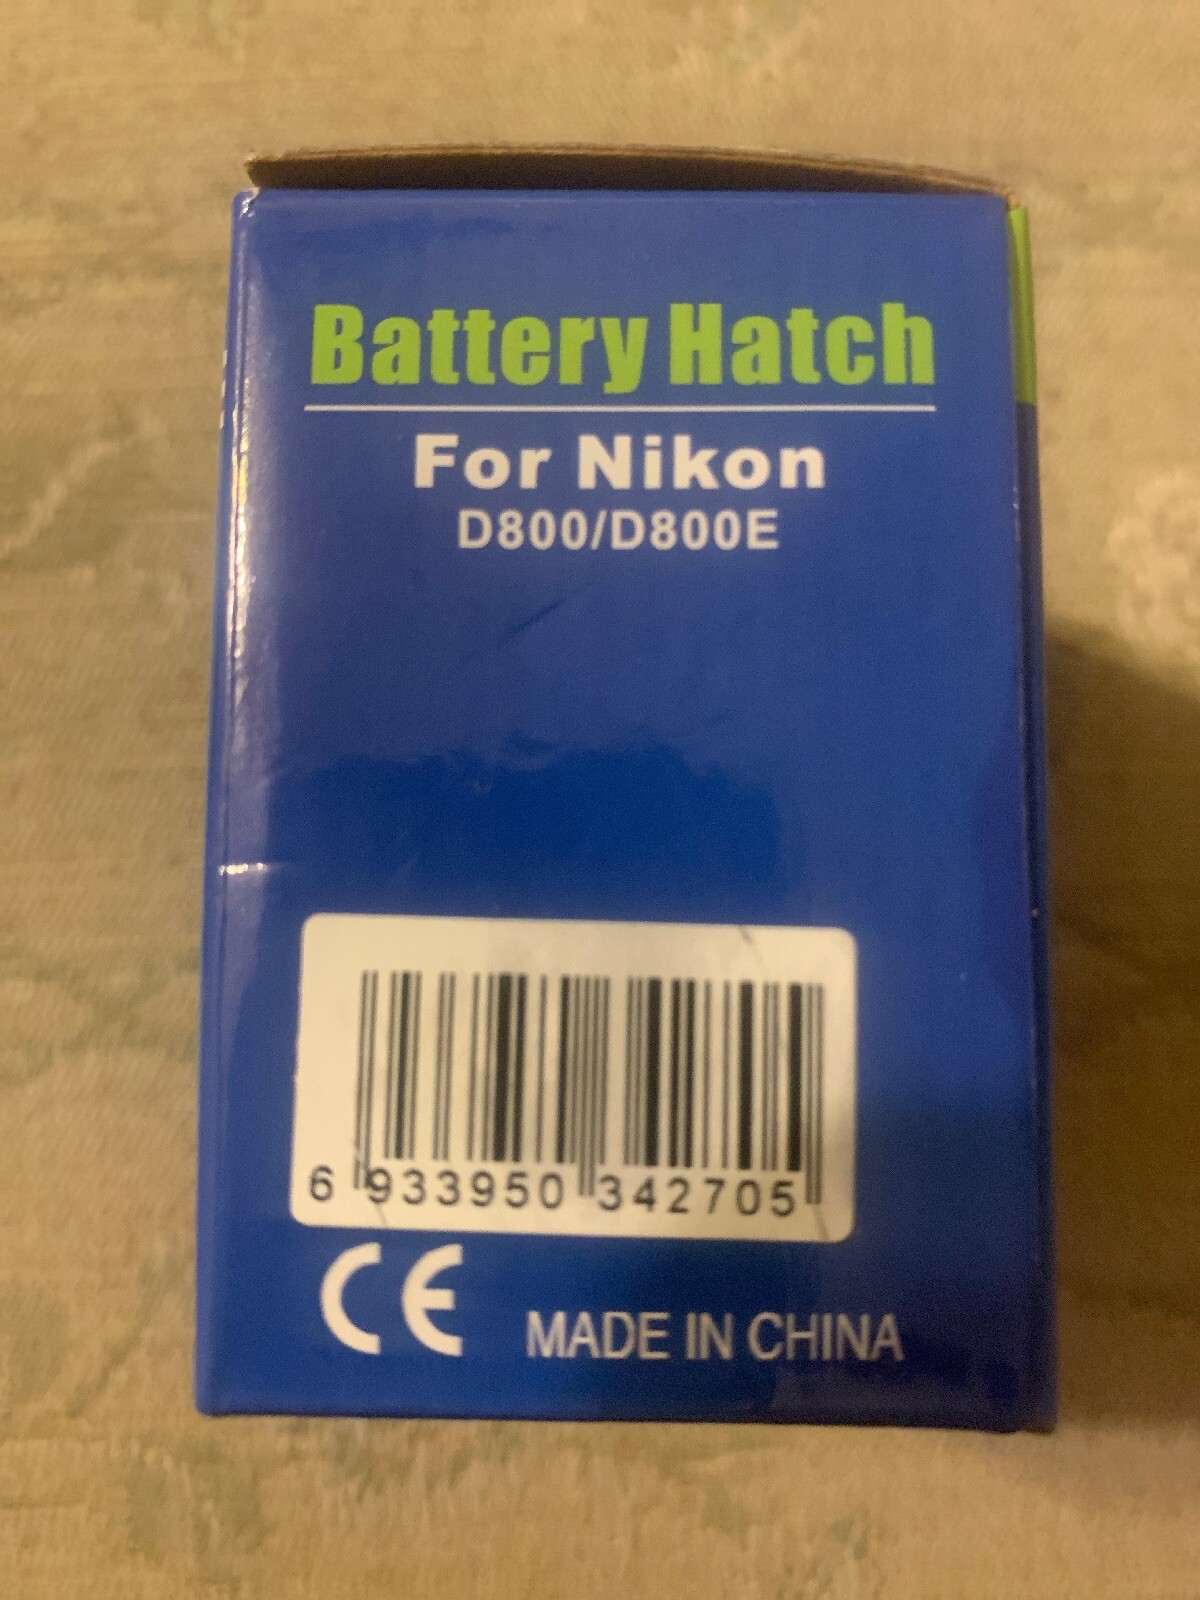 Battery Hatch
For Nikon
D800/D800E
6 933950 342705
CE
MADE IN CHINA